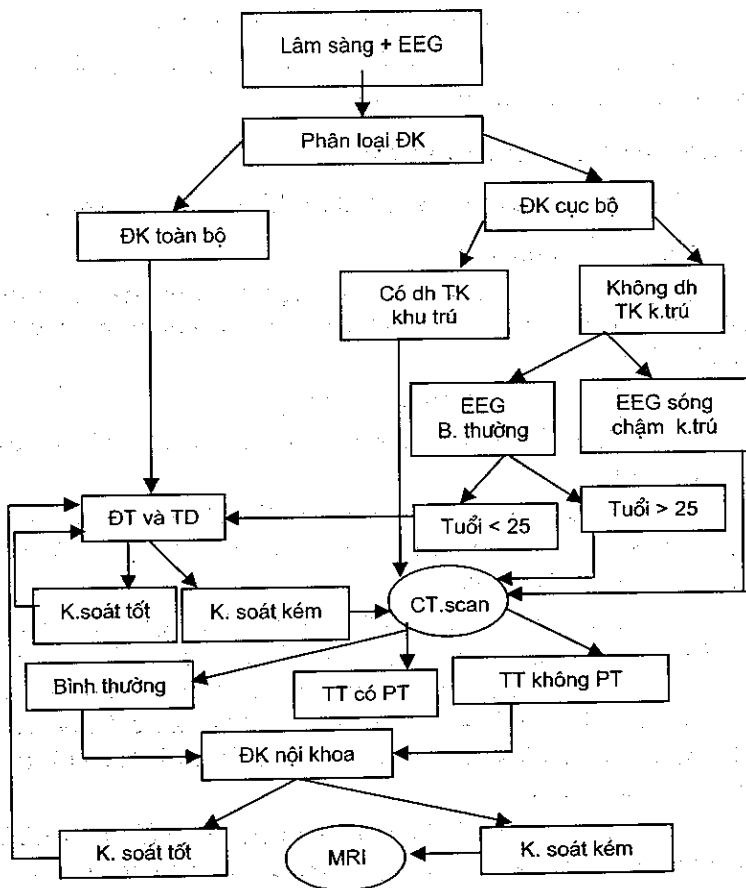 Lâm sàng + EEG
Phân loại ĐK
ĐK toàn bộ
ĐK cục bộ
Có dh TK
khu trú
Không dh
TK k.trú
EEG
B. thường
EEG sóng
chậm k.trú
ĐT và TD
Tuổi < 25
Tuổi > 25
K.soát tốt
K. soát kém
CT.scan
Bình thường
TT có PT
TT không PT
ĐK nội khoa
K. soát tốt
MRI
K. soát kém